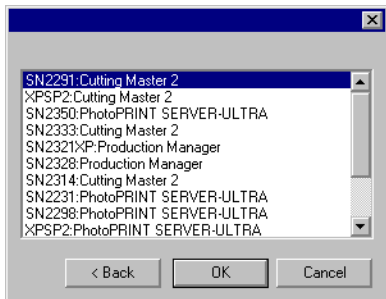 SN2291:Cutting Master 2
XPSP2:Cutting Master 2
SN2350:PhotoPRINT SERVER-ULTRA
SN2333:Cutting Master 2
SN2321XP:Production Manager
SN2328:Production Manager
SN2314:Cutting Master 2
SN2231:PhotoPRINT SERVER-ULTRA
SN2298:PhotoPRINT SERVER-ULTRA
XPSP2:PhotoPRINT SERVER-ULTRA
< Back OK Cancel